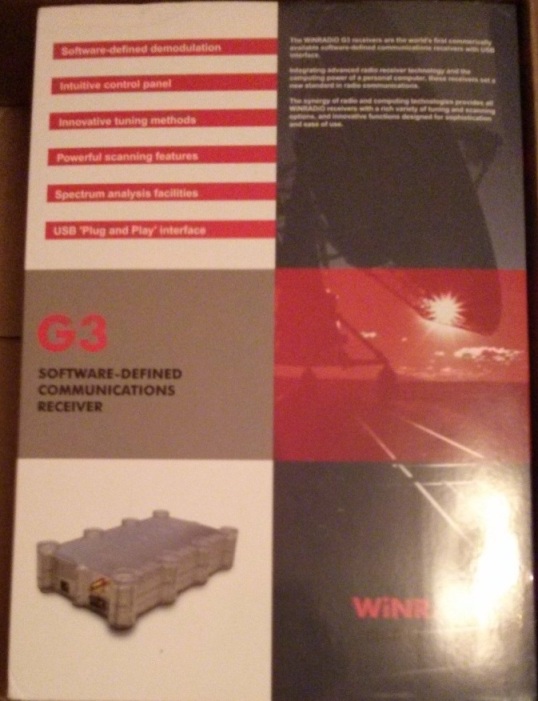 Software-defined demodulation
Intuitive control panel
Innovative tuning methods
Powerful scanning features
Spectrum analysis facilities
USB 'Plug and Play' interface
The WiNRADiO G3 receivers are the world's first commercially
available software-defined communications receivers with USB
interface.
Integrating advanced radio receiver technology and the
computing power of a personal computer, these receivers set a
new standard in radio communications.
The synergy of radio and computing technologies provides all
WiNRADiO receivers with a rich variety of tuning and scanning
options, and innovative functions designed for sophistication
and ease of use.
G3
SOFTWARE-DEFINED
COMMUNICATIONS
RECEIVER
WiNR